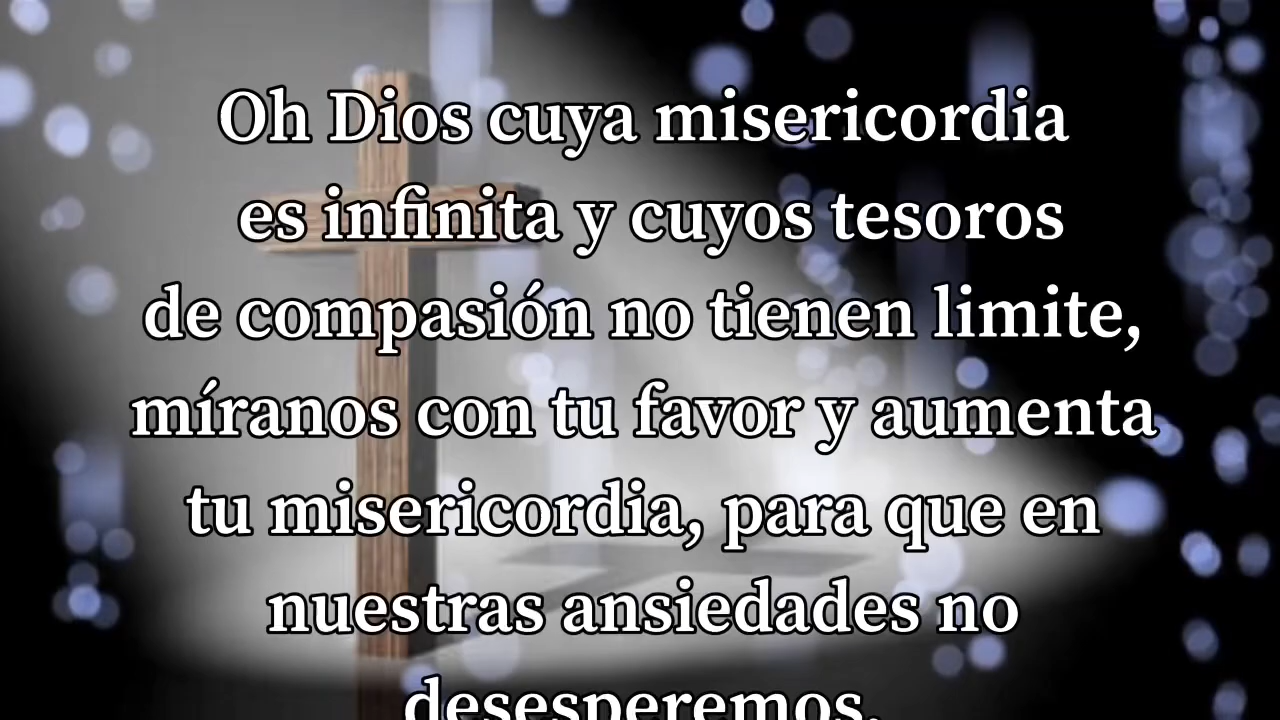 Oh Dios cuya misericordia
es infinita y cuyos tesoros
de compasión no tienen limite,
míranos con tu favor y aumenta
tu misericordia, para que en
nuestras ansiedades no
desesperemos,